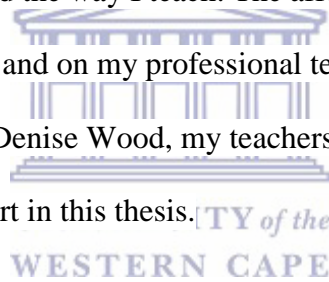 d the way I teach. The
and on my professional te
Denise Wood, my teachers
rt in this thesis.
TY of the
WESTERN CAPE